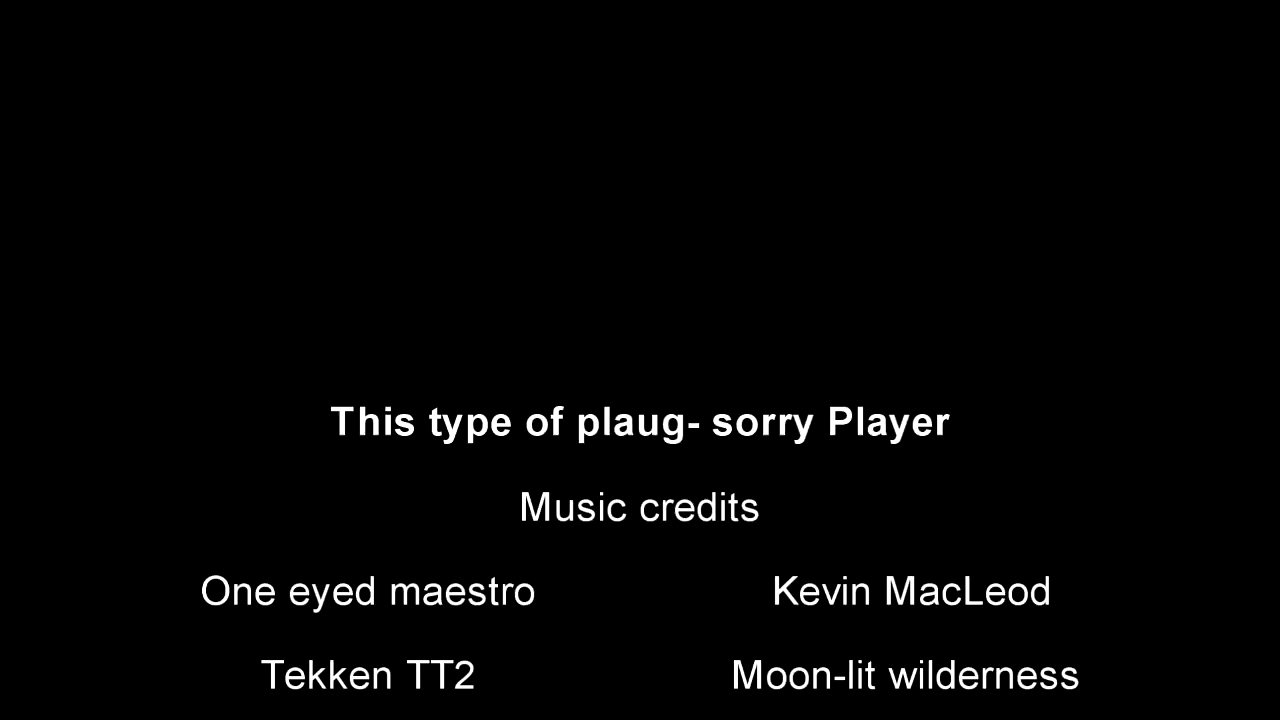 This type of plaug- sorry Player
Music credits
One eyed maestro Kevin MacLeod
Tekken TT2 Moon-lit wilderness